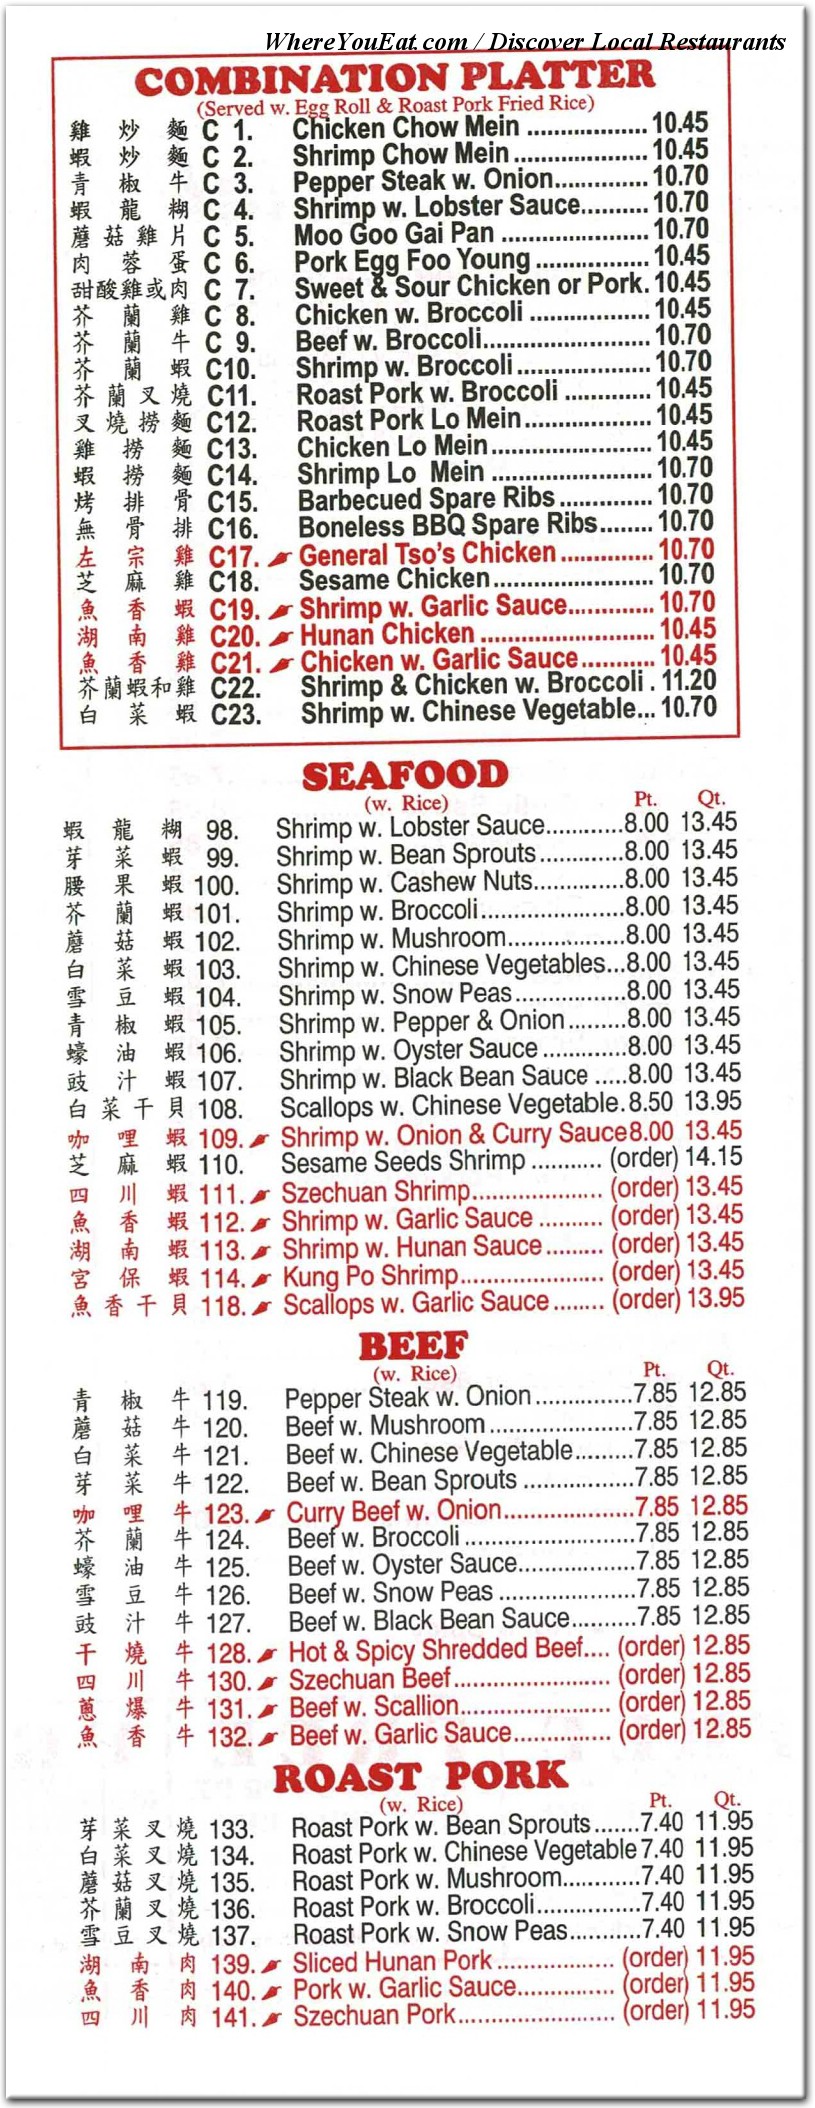 WhereYouEat.com / Discover Local Restaurants
COMBINATION PLATTER
(Served w. Egg Roll & Roast Pork Fried Rice)
雞炒麵 C 1. Chicken Chow Mein .................. 10.45
蝦炒麵 C 2. Shrimp Chow Mein .................... 10.45
青椒牛 C 3. Pepper Steak w. Onion.............. 10.70
蝦龍糊 C 4. Shrimp w. Lobster Sauce.......... 10.70
蘑菇雞片 C 5. Moo Goo Gai Pan ...................... 10.70
肉蓉蛋 C 6. Pork Egg Foo Young ................. 10.45
甜酸雞或肉 C 7. Sweet & Sour Chicken or Pork. 10.45
芥蘭雞 C 8. Chicken w. Broccoli .................. 10.45
芥蘭牛 C 9. Beef w. Broccoli......................... 10.70
芥蘭蝦 C10. Shrimp w. Broccoli .................... 10.70
芥蘭叉燒 C11. Roast Pork w. Broccoli ............. 10.45
叉燒撈麵 C12. Roast Pork Lo Mein................... 10.45
雞撈麵 C13. Chicken Lo Mein ........................ 10.45
蝦撈麵 C14. Shrimp Lo Mein ........................ 10.70
烤排骨 C15. Barbecued Spare Ribs .............. 10.70
無骨排 C16. Boneless BBQ Spare Ribs........ 10.70
左宗雞 C17. General Tso's Chicken .............. 10.70
芝麻雞 C18. Sesame Chicken........................ 10.70
魚香蝦 C19. Shrimp w. Garlic Sauce............. 10.70
湖南雞 C20. Hunan Chicken .......................... 10.45
魚香雞 C21. Chicken w. Garlic Sauce ........... 10.45
芥蘭蝦和雞 C22. Shrimp & Chicken w. Broccoli . 11.20
白菜蝦 C23. Shrimp w. Chinese Vegetable... 10.70
SEAFOOD
(w. Rice) Pt. Qt.
蝦龍糊 98. Shrimp w. Lobster Sauce............8.00 13.45
芽菜蝦 99. Shrimp w. Bean Sprouts .............8.00 13.45
腰果蝦 100. Shrimp w. Cashew Nuts..............8.00 13.45
芥蘭蝦 101. Shrimp w. Broccoli......................8.00 13.45
蘑菇蝦 102. Shrimp w. Mushroom..................8.00 13.45
白菜蝦 103. Shrimp w. Chinese Vegetables...8.00 13.45
雪豆蝦 104. Shrimp w. Snow Peas .................8.00 13.45
青椒蝦 105. Shrimp w. Pepper & Onion .........8.00 13.45
蠔油蝦 106. Shrimp w. Oyster Sauce .............8.00 13.45
豉汁蝦 107. Shrimp w. Black Bean Sauce .....8.00 13.45
白菜干貝 108. Scallops w. Chinese Vegetable.8.50 13.95
咖哩蝦 109. Shrimp w. Onion & Curry Sauce8.00 13.45
芝麻蝦 110. Sesame Seeds Shrimp ........... (order) 14.15
四川蝦 111. Szechuan Shrimp.................... (order) 13.45
魚香蝦 112. Shrimp w. Garlic Sauce .......... (order) 13.45
湖南蝦 113. Shrimp w. Hunan Sauce ......... (order) 13.45
宮保蝦 114. Kung Po Shrimp...................... (order) 13.45
魚香干貝 118. Scallops w. Garlic Sauce ........ (order) 13.95
BEEF
(w. Rice) Pt. Qt.
青椒牛 119. Pepper Steak w. Onion ...............7.85 12.85
蘑菇牛 120. Beef w. Mushroom ......................7.85 12.85
白菜牛 121. Beef w. Chinese Vegetable.........7.85 12.85
芽菜牛 122. Beef w. Bean Sprouts .................7.85 12.85
咖哩牛 123. Curry Beef w. Onion....................7.85 12.85
芥蘭牛 124. Beef w. Broccoli ..........................7.85 12.85
蠔油牛 125. Beef w. Oyster Sauce..................7.85 12.85
雪豆牛 126. Beef w. Snow Peas .....................7.85 12.85
豉汁牛 127. Beef w. Black Bean Sauce..........7.85 12.85
干燒牛 128. Hot & Spicy Shredded Beef.... (order) 12.85
四川牛 130. Szechuan Beef........................ (order) 12.85
蔥爆牛 131. Beef w. Scallion....................... (order) 12.85
魚香牛 132. Beef w. Garlic Sauce............... (order) 12.85
ROAST PORK
(w. Rice) Pt. Qt.
芽菜叉燒 133. Roast Pork w. Bean Sprouts .......7.40 11.95
白菜叉燒 134. Roast Pork w. Chinese Vegetable 7.40 11.95
蘑菇叉燒 135. Roast Pork w. Mushroom............7.40 11.95
芥蘭叉燒 136. Roast Pork w. Broccoli................7.40 11.95
雪豆叉燒 137. Roast Pork w. Snow Peas...........7.40 11.95
湖南肉 139. Sliced Hunan Pork .................. (order) 11.95
魚香肉 140. Pork w. Garlic Sauce............... (order) 11.95
四川肉 141. Szechuan Pork........................ (order) 11.95